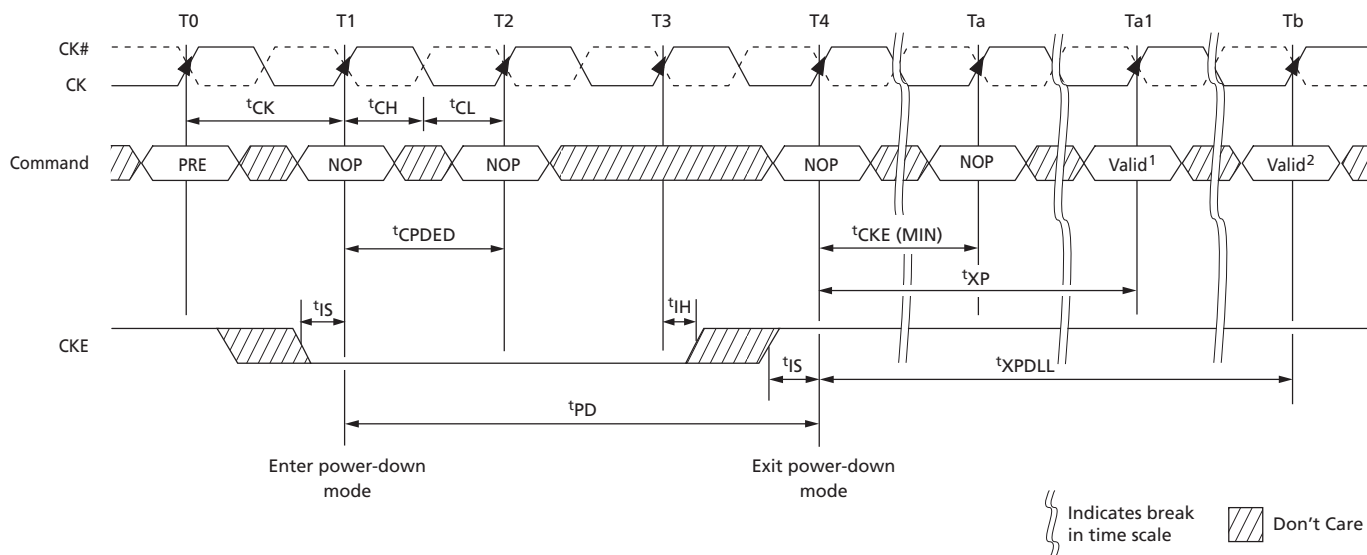 T0 T1 T2 T3 T4 Ta Ta1 Tb
CK#
CK
tCK tCH tCL
Command PRE NOP NOP NOP NOP Valid1 Valid2
tCPDED tCKE (MIN)
tXP
tIS tIH
CKE
tIS tXPDLL
tPD
Enter power-down
mode
Exit power-down
mode
Indicates break
in time scale
Don't Care